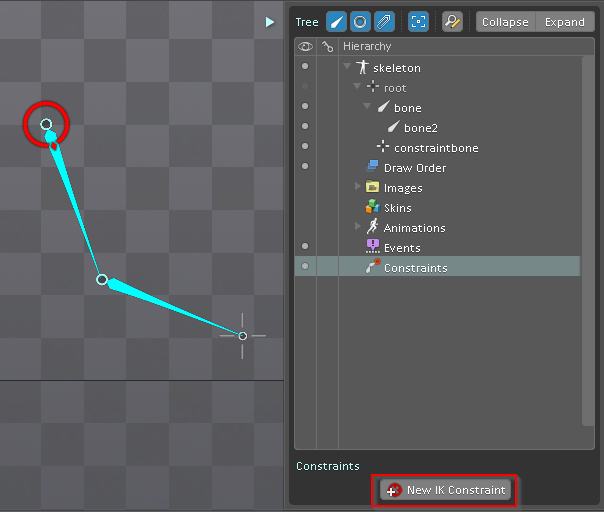 Tree Collapse Expand
Hierarchy
skeleton
root
bone
bone2
constraintbone
Draw Order
Images
Skins
Animations
Events
Constraints
Constraints
New IK Constraint